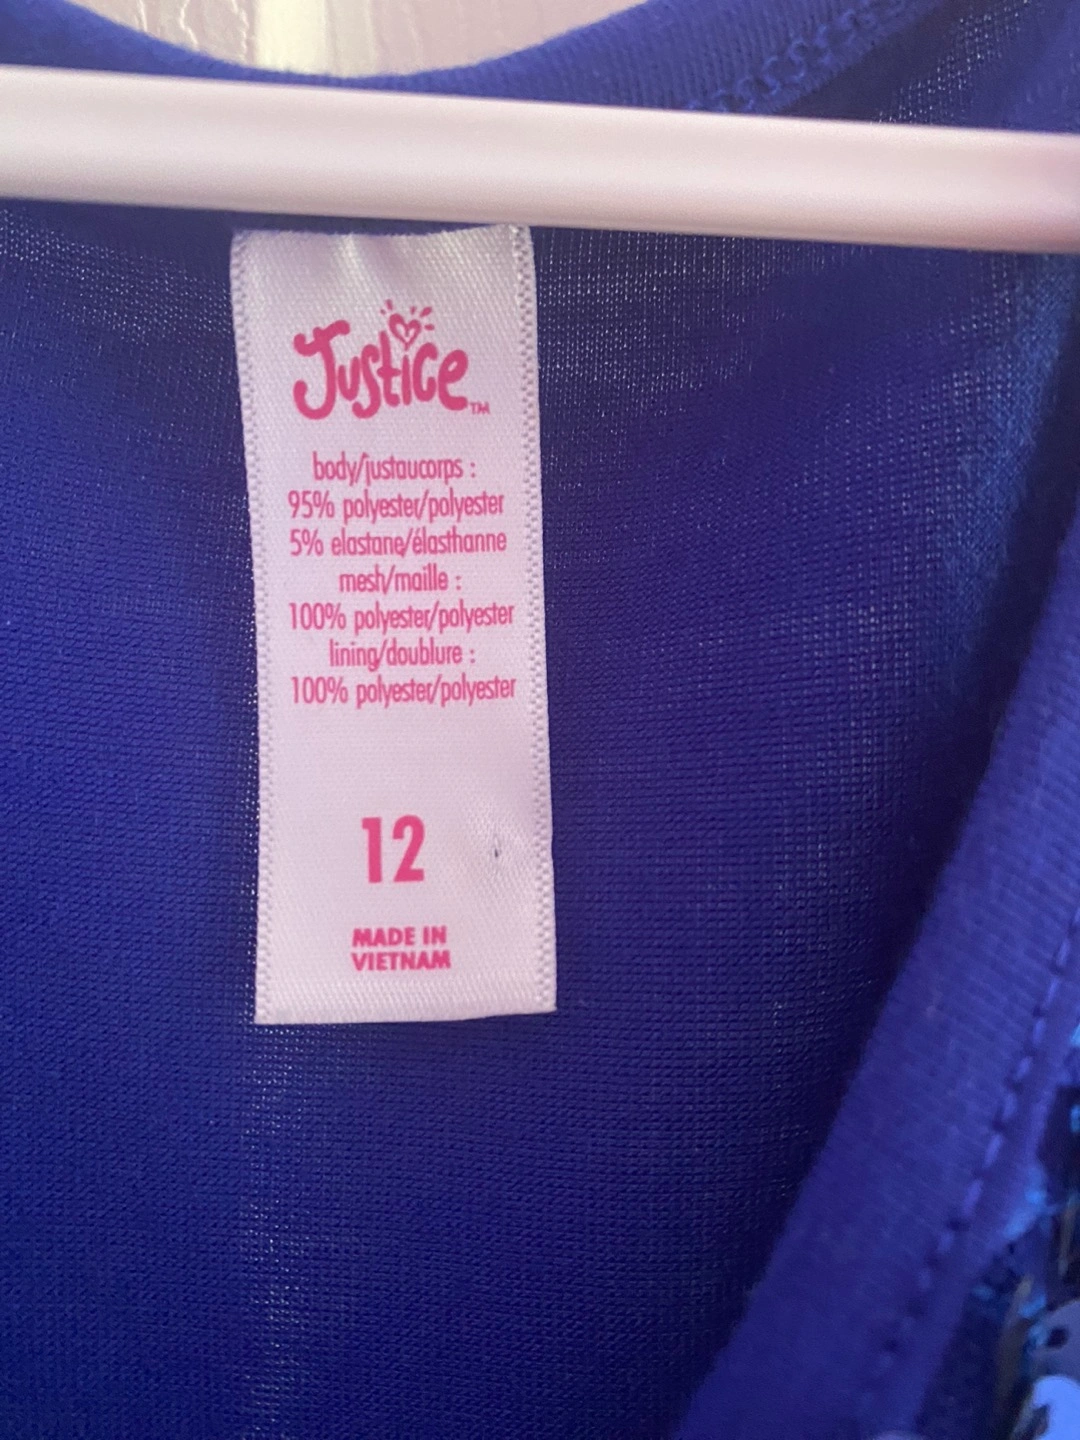 Justice™
body/justaucorps :
95% polyester/polyester
5% elastane/élasthanne
mesh/maille :
100% polyester/polyester
lining/doublure :
100% polyester/polyester
12
MADE IN
VIETNAM